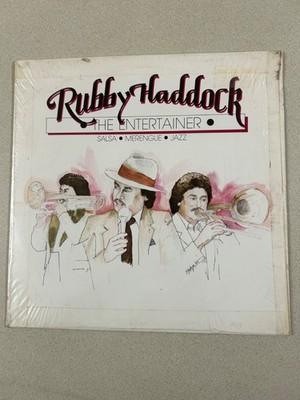 Rubby Haddock
• THE ENTERTAINER •
SALSA • MERENGUE • JAZZ